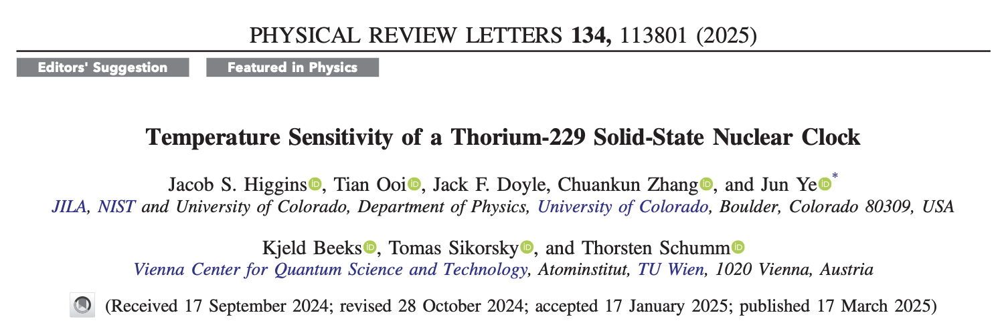 PHYSICAL REVIEW LETTERS 134, 113801 (2025)
Editors' Suggestion Featured in Physics
Temperature Sensitivity of a Thorium-229 Solid-State Nuclear Clock
Jacob S. Higgins, Tian Ooi, Jack F. Doyle, Chuankun Zhang, and Jun Ye*
JILA, NIST and University of Colorado, Department of Physics, University of Colorado, Boulder, Colorado 80309, USA
Kjeld Beeks, Tomas Sikorsky, and Thorsten Schumm
Vienna Center for Quantum Science and Technology, Atominstitut, TU Wien, 1020 Vienna, Austria
(Received 17 September 2024; revised 28 October 2024; accepted 17 January 2025; published 17 March 2025)